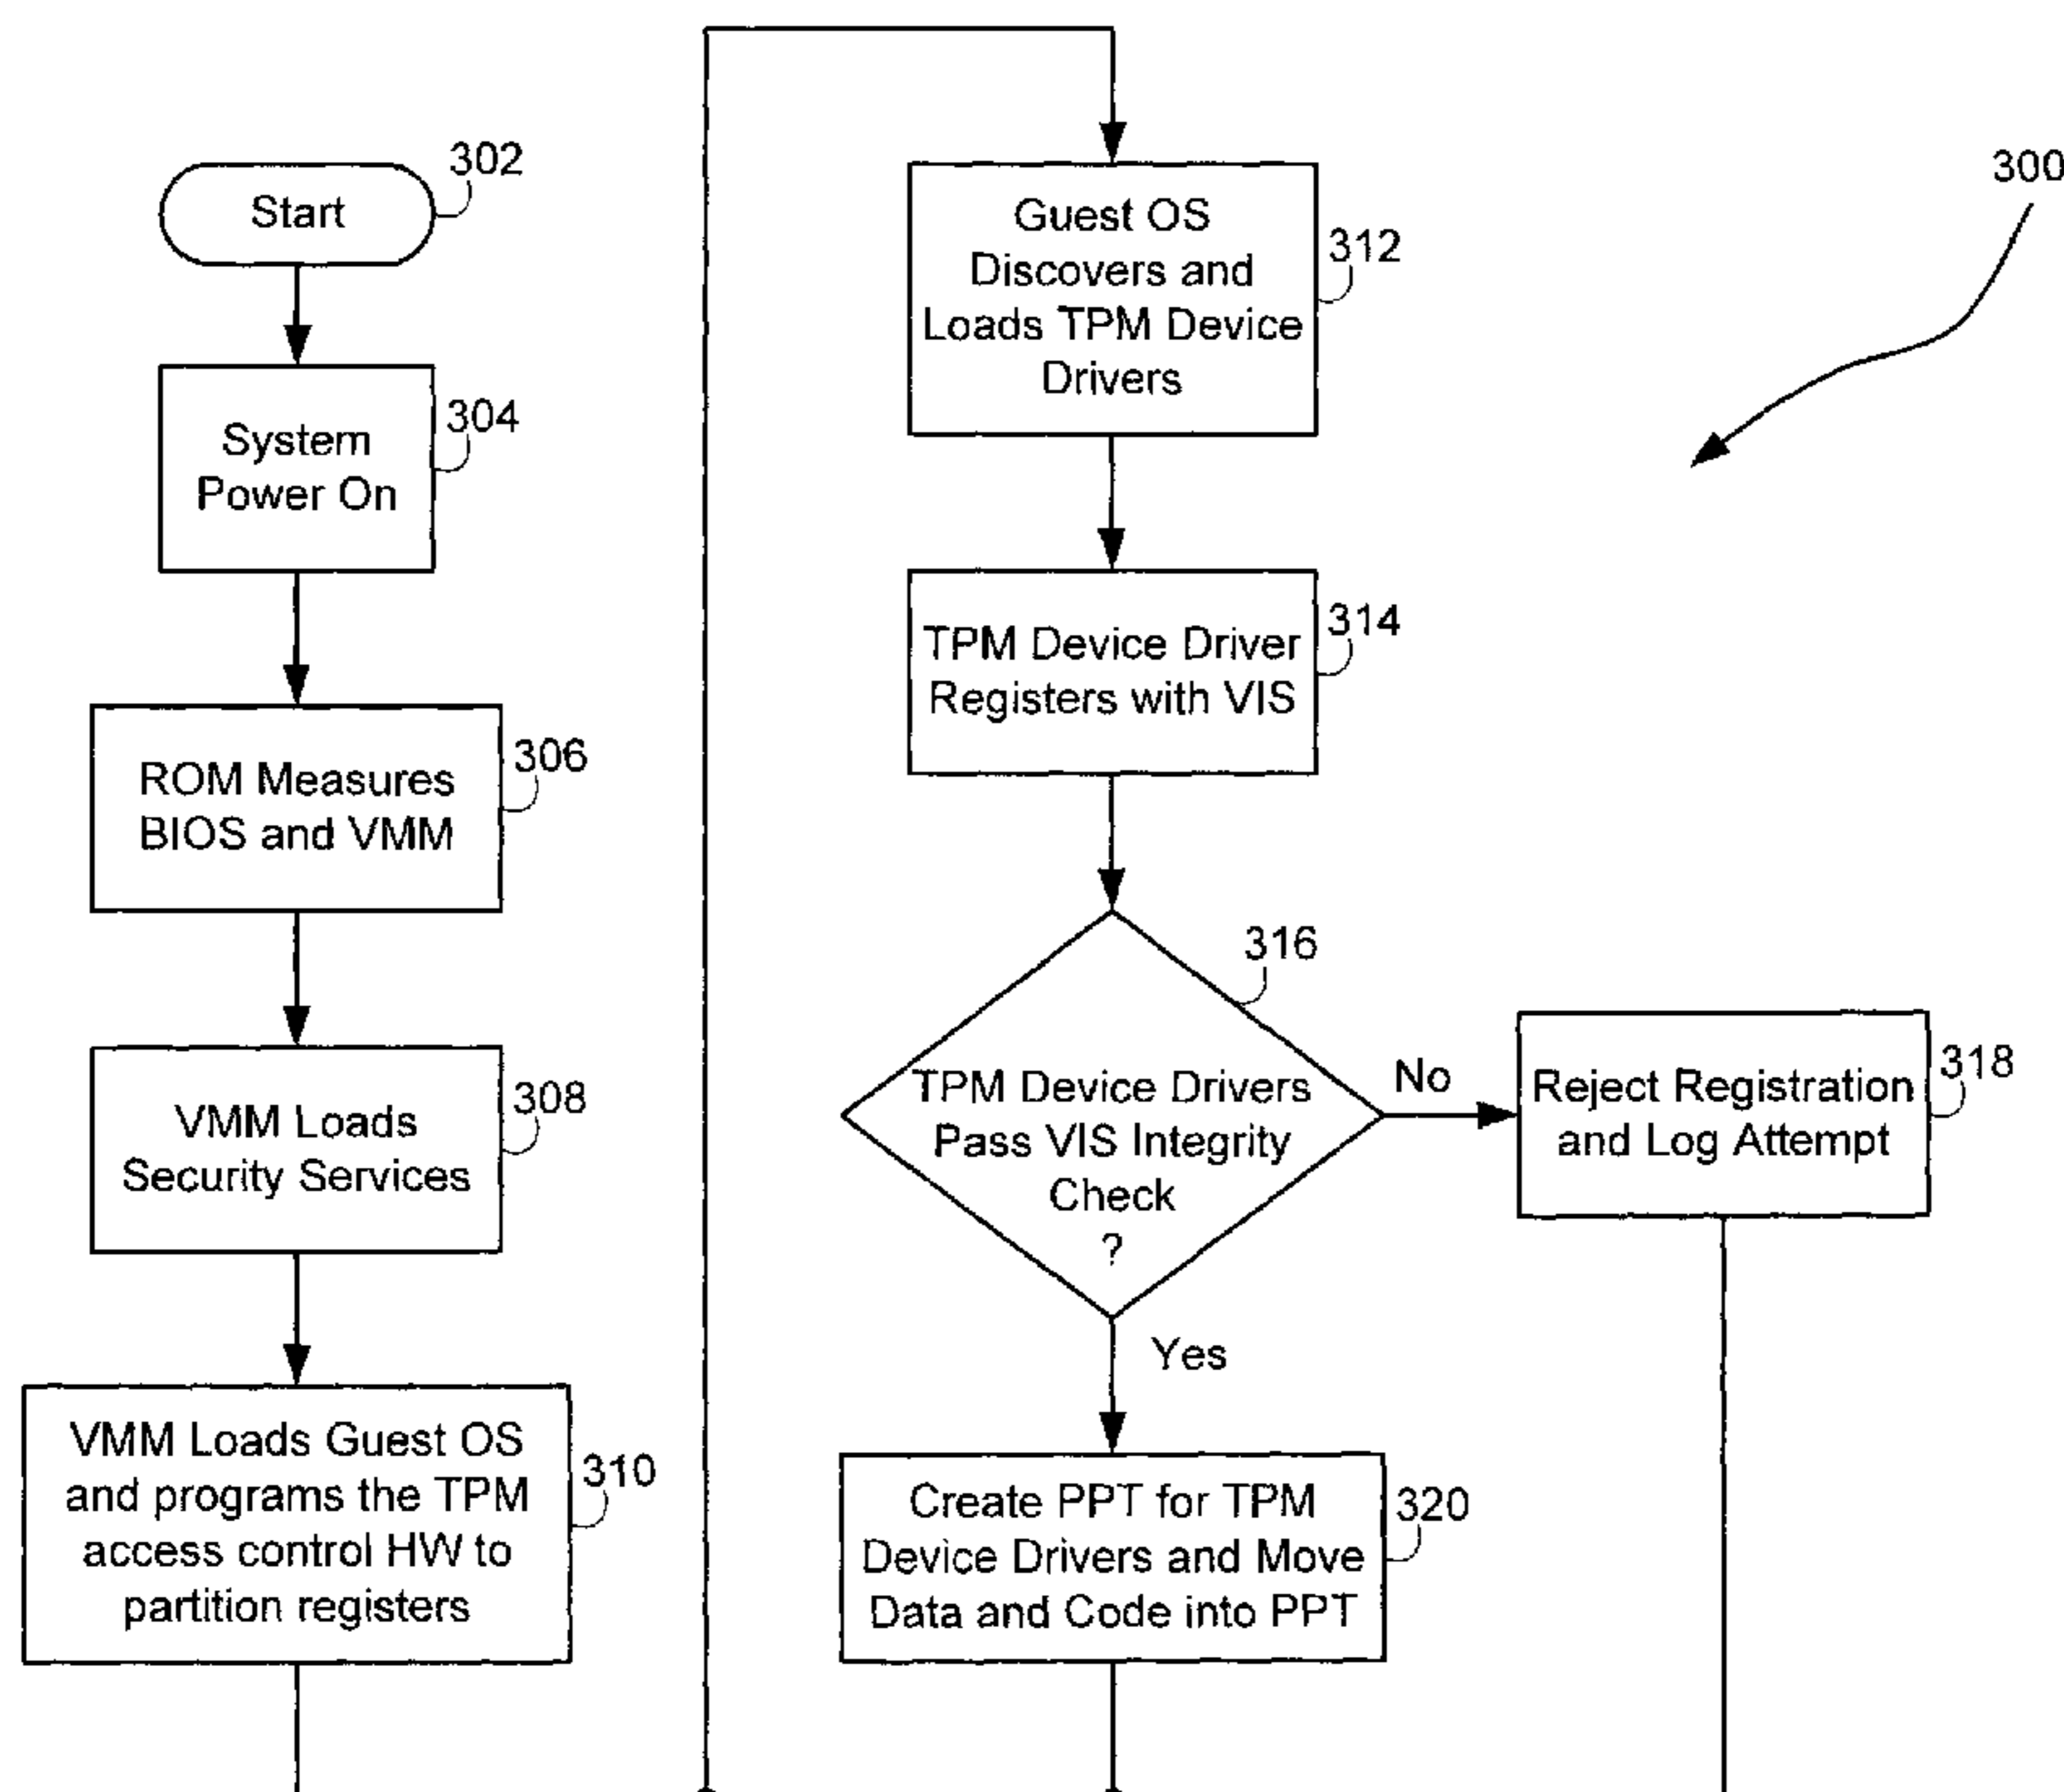 302
Start
304
System
Power On
306
ROM Measures
BIOS and VMM
308
VMM Loads
Security Services
310
VMM Loads Guest OS
and programs the TPM
access control HW to
partition registers
312
Guest OS
Discovers and
Loads TPM Device
Drivers
314
TPM Device Driver
Registers with VIS
316
TPM Device Drivers
Pass VIS Integrity
Check
?
No
318
Reject Registration
and Log Attempt
Yes
320
Create PPT for TPM
Device Drivers and Move
Data and Code into PPT
300